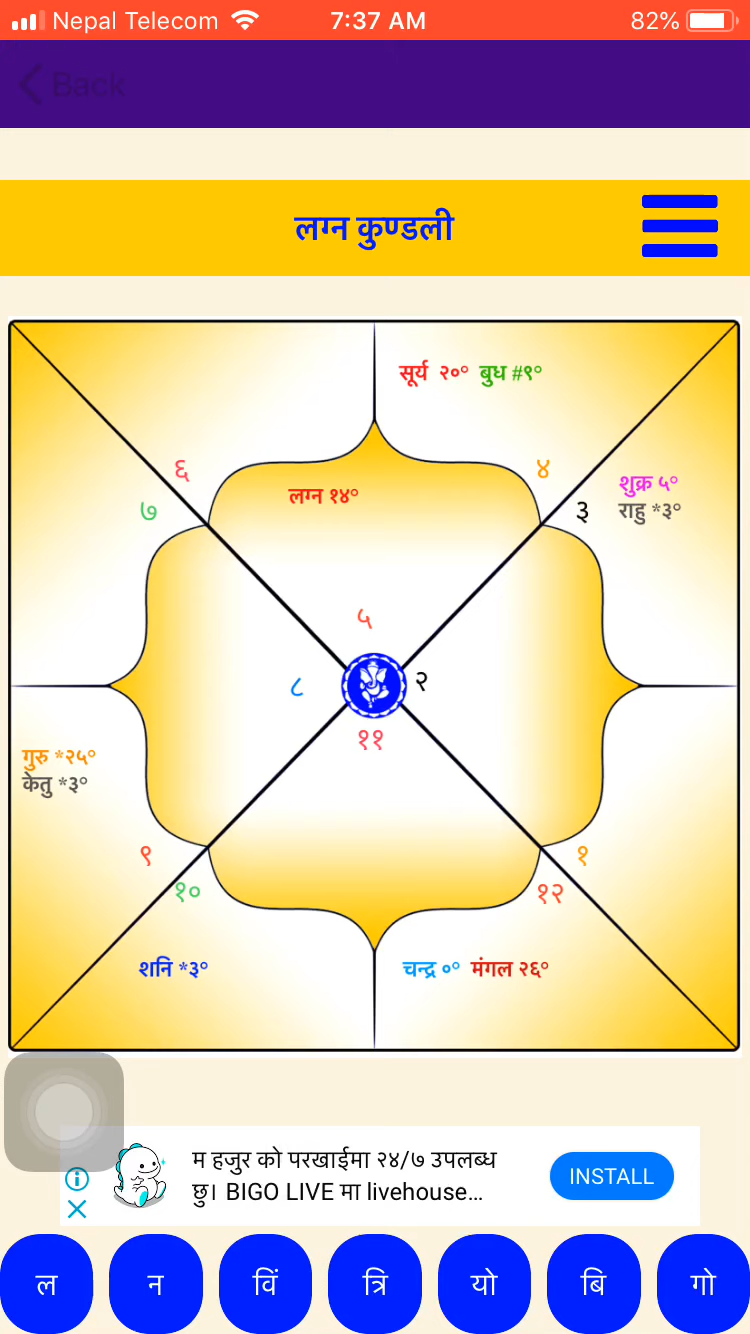 Nepal Telecom 7:37 AM 82%
Back
लग्न कुण्डली
सूर्य २०° बुध #९°
६ ४
शुक्र ५°
लग्न १४°
७ ३ राहु *३°
५
८ २
११
गुरु *२५°
केतु *३°
९ १
१० १२
शनि *३° चन्द्र ०° मंगल २६°
म हजुर को परखाईमा २४/७ उपलब्ध
छु। BIGO LIVE मा livehouse...
INSTALL
ल न विं त्रि यो बि गो